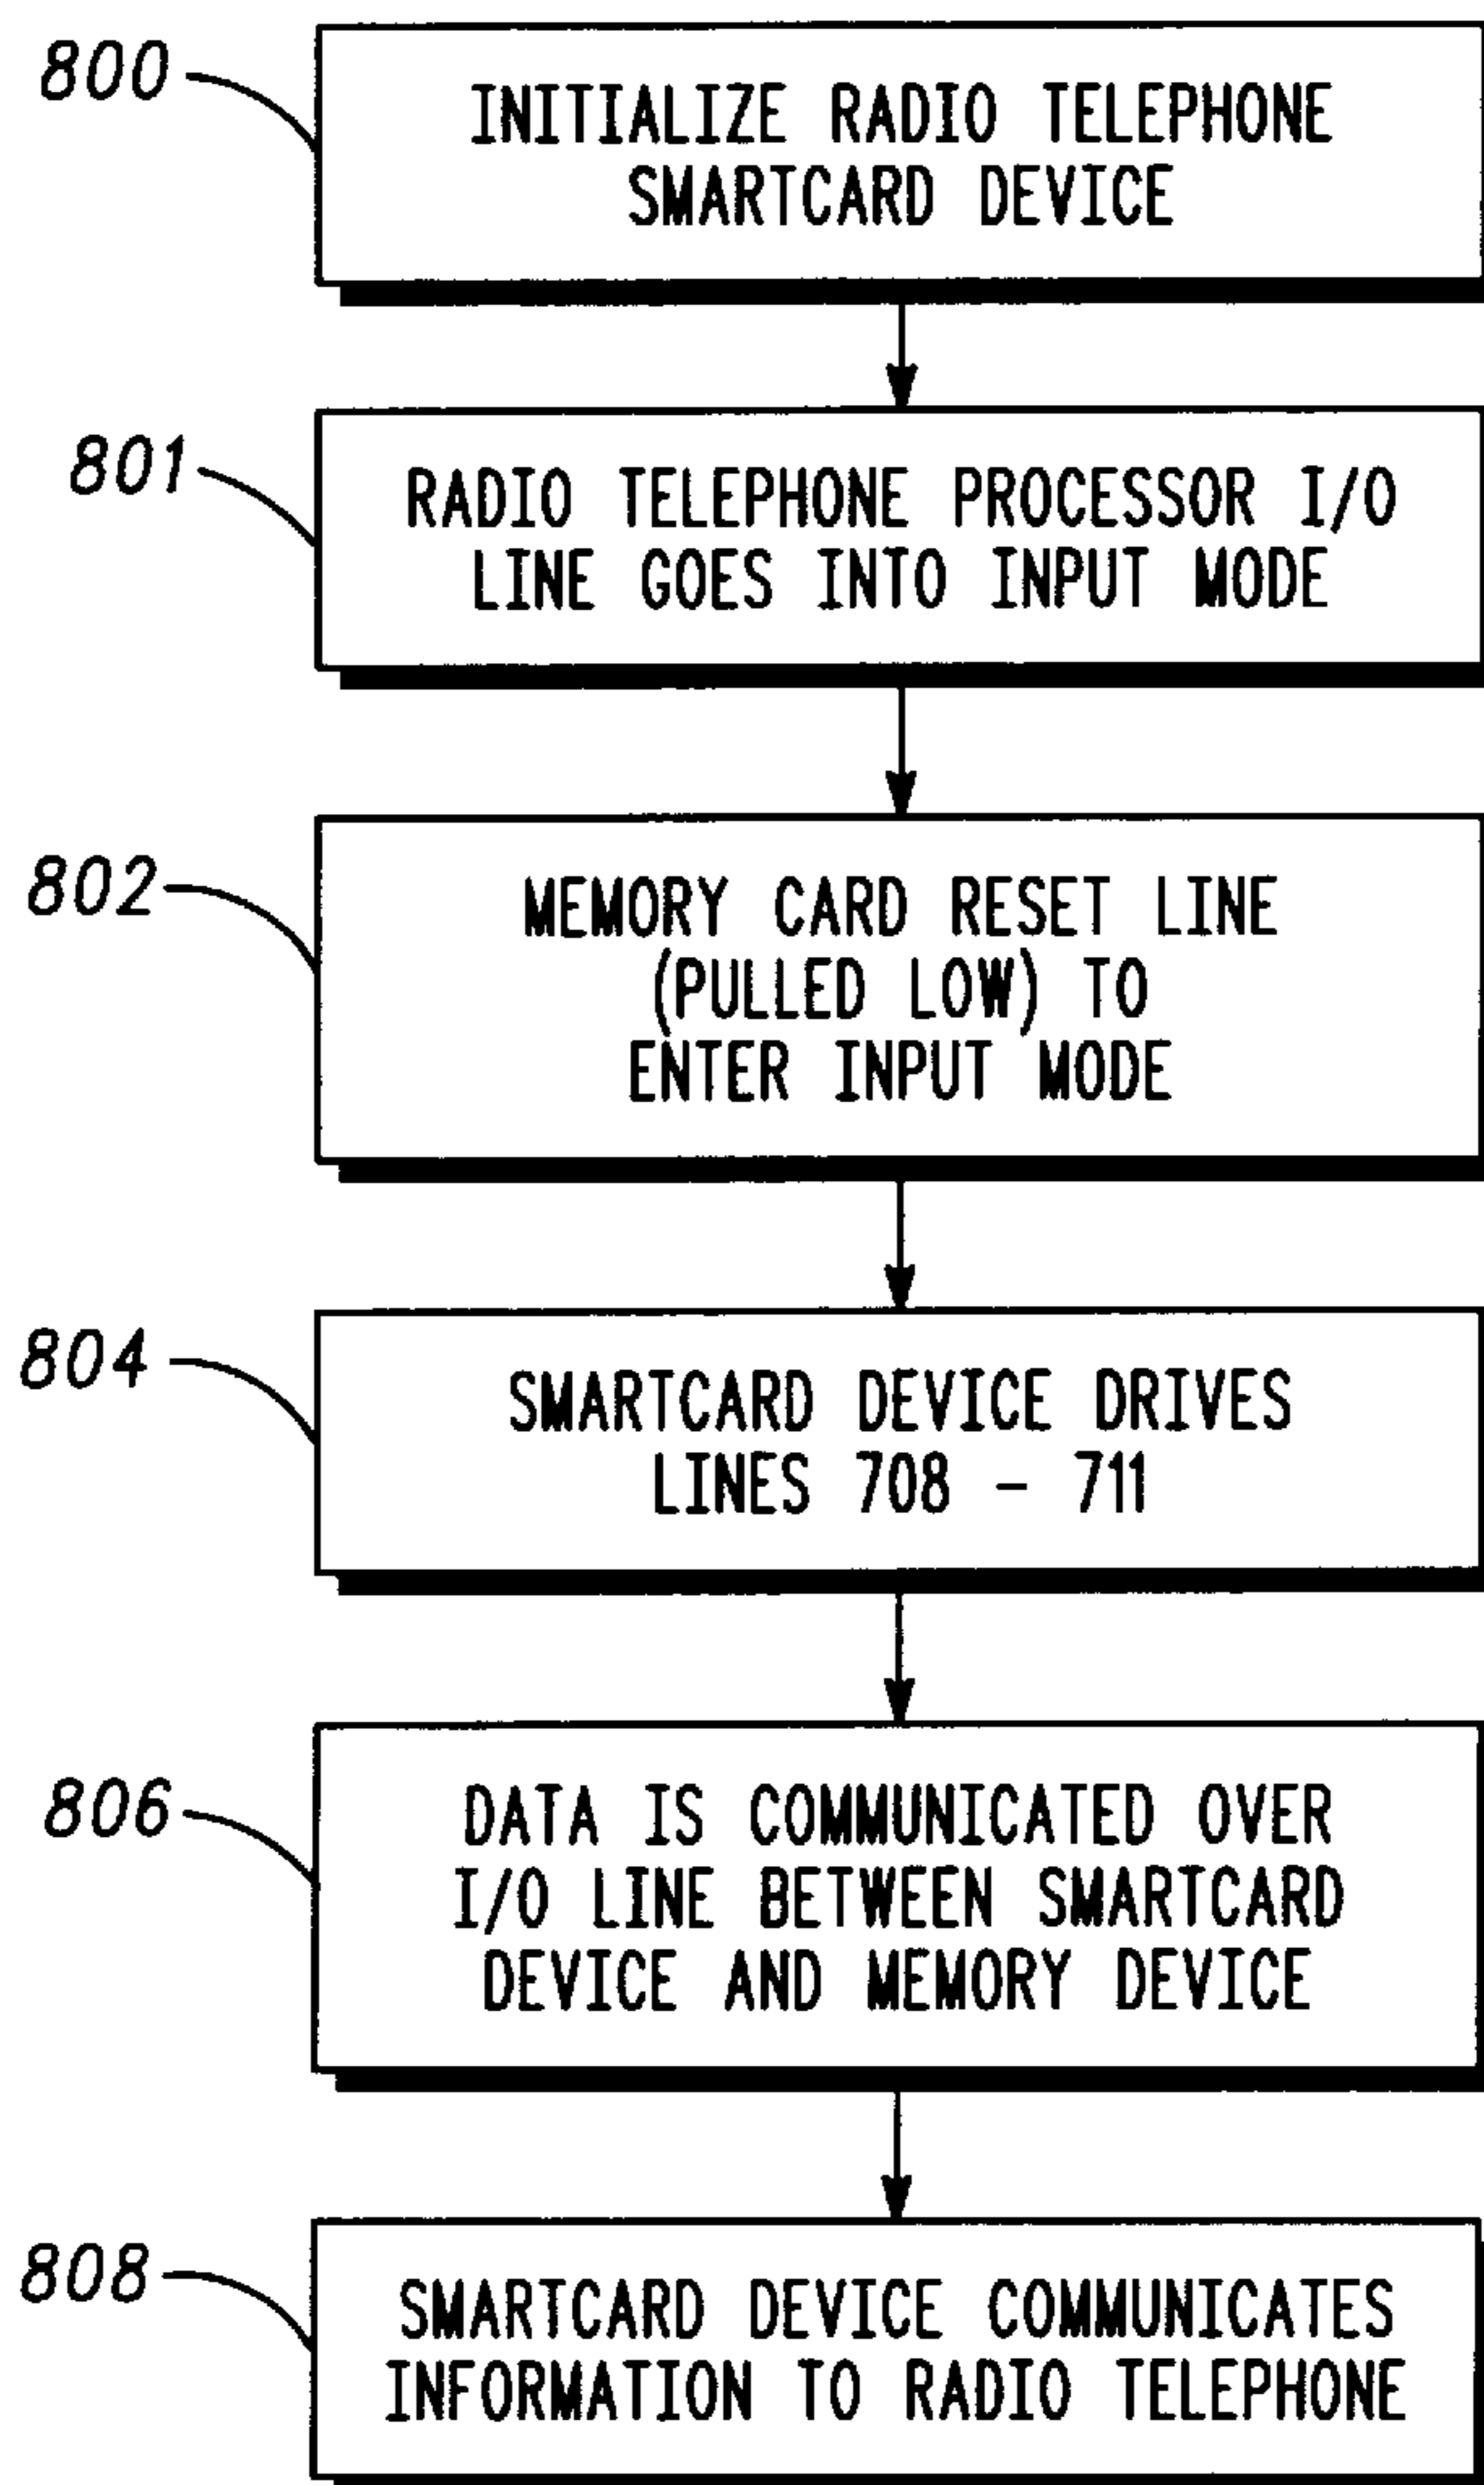 800
INITIALIZE RADIO TELEPHONE
SMARTCARD DEVICE
801
RADIO TELEPHONE PROCESSOR I/O
LINE GOES INTO INPUT MODE
802
MEMORY CARD RESET LINE
(PULLED LOW) TO
ENTER INPUT MODE
804
SMARTCARD DEVICE DRIVES
LINES 708 - 711
806
DATA IS COMMUNICATED OVER
I/O LINE BETWEEN SMARTCARD
DEVICE AND MEMORY DEVICE
808
SMARTCARD DEVICE COMMUNICATES
INFORMATION TO RADIO TELEPHONE